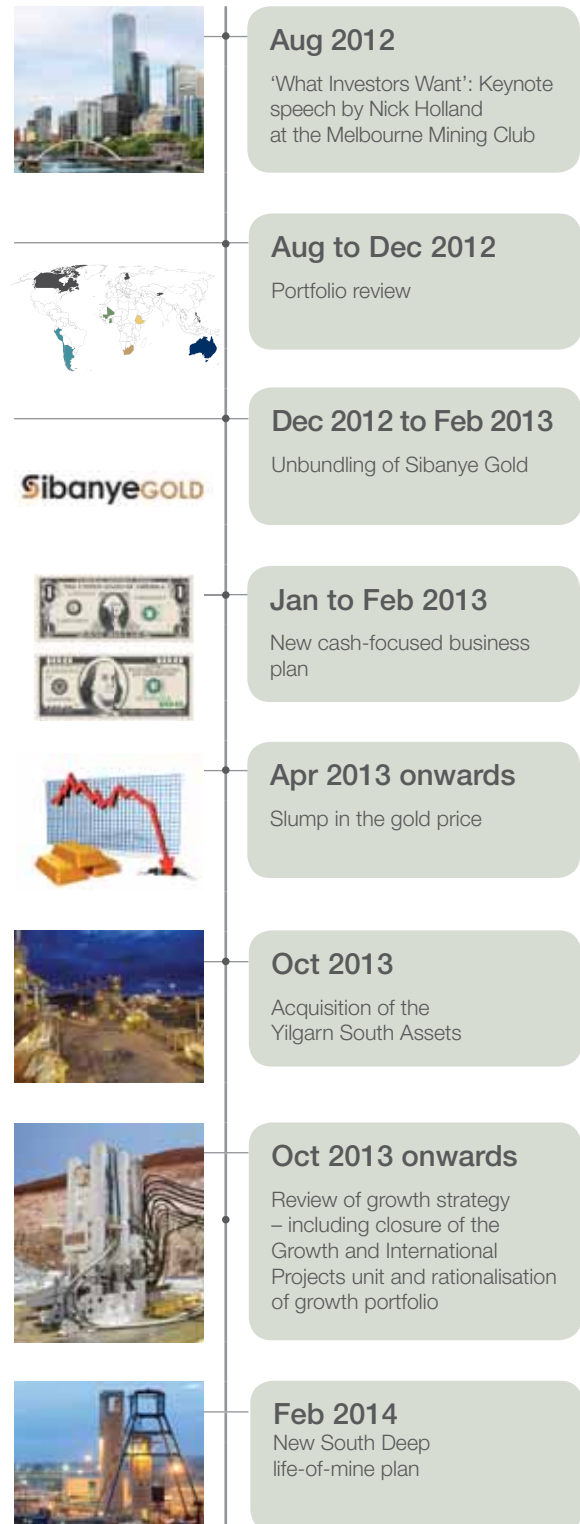 Aug 2012
‘What Investors Want’: Keynote
speech by Nick Holland
at the Melbourne Mining Club
Aug to Dec 2012
Portfolio review
Dec 2012 to Feb 2013
Unbundling of Sibanye Gold
SibanyeGOLD
Jan to Feb 2013
New cash-focused business
plan
Apr 2013 onwards
Slump in the gold price
Oct 2013
Acquisition of the
Yilgarn South Assets
Oct 2013 onwards
Review of growth strategy
– including closure of the
Growth and International
Projects unit and rationalisation
of growth portfolio
Feb 2014
New South Deep
life-of-mine plan